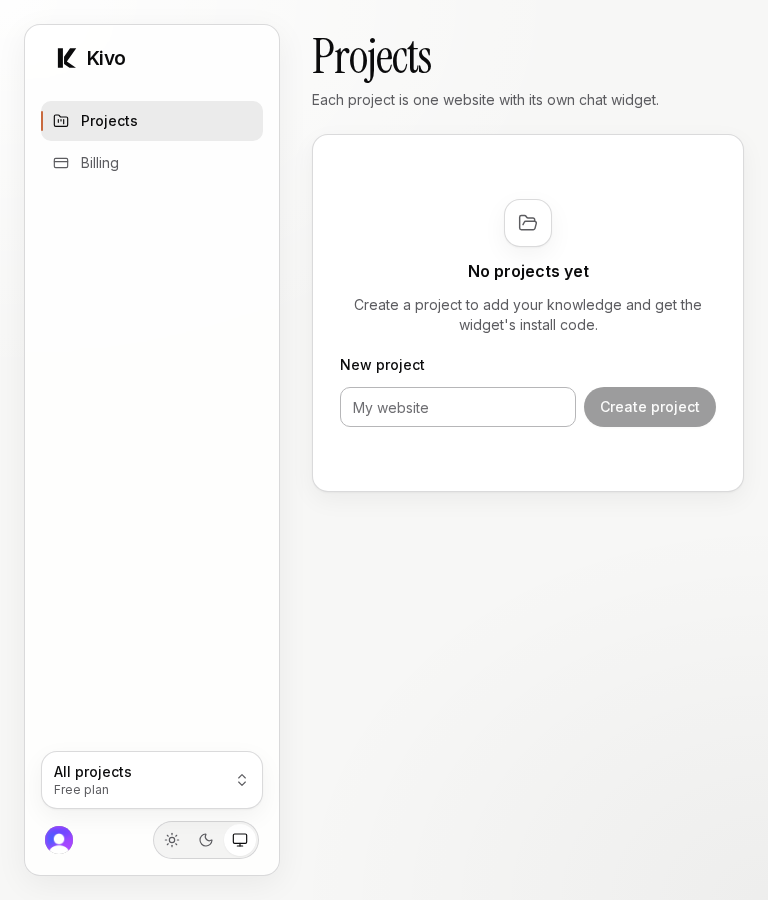 Kivo
Projects
Billing
All projects
Free plan
Projects
Each project is one website with its own chat widget.
No projects yet
Create a project to add your knowledge and get the
widget's install code.
New project
My website
Create project